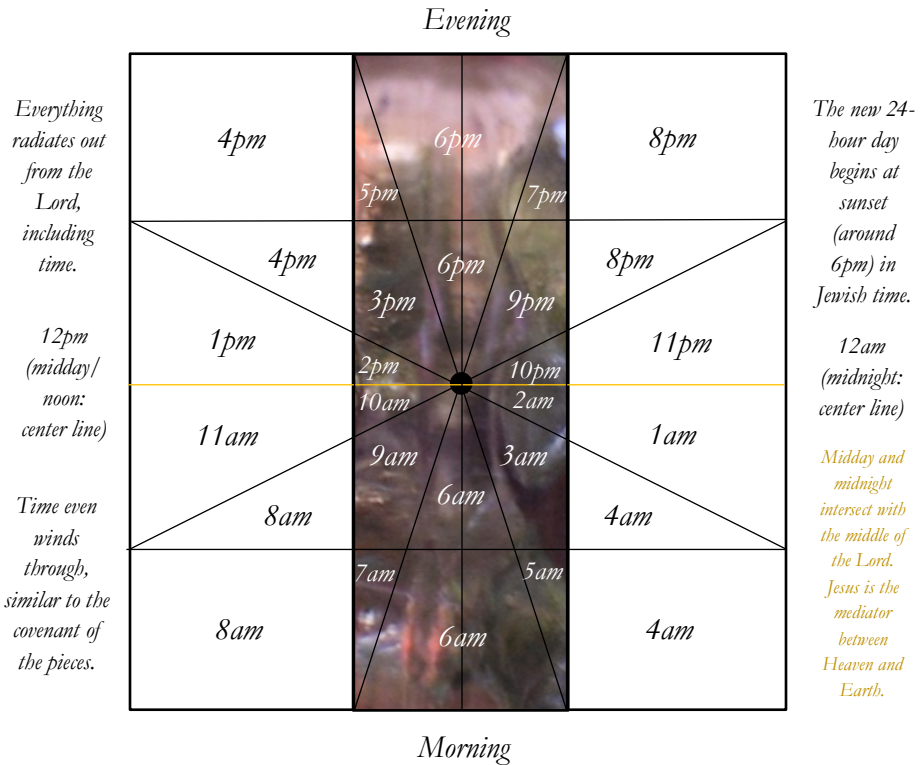 Evening
Everything
radiates out
from the
Lord,
including
time.
12pm
(midday/
noon:
center line)
Time even
winds
through,
similar to the
covenant of
the pieces.
4pm
6pm
8pm
5pm
7pm
4pm
6pm
8pm
3pm
9pm
1pm
11pm
2pm
10pm
10am
2am
11am
1am
9am
3am
6am
8am
4am
7am
5am
8am
6am
4am
The new 24-
hour day
begins at
sunset
(around
6pm) in
Jewish time.
12am
(midnight:
center line)
Midday and
midnight
intersect with
the middle of
the Lord.
Jesus is the
mediator
between
Heaven and
Earth.
Morning